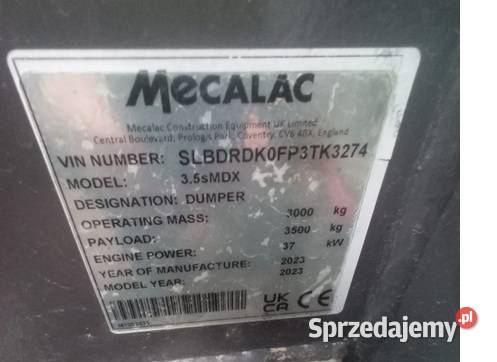 MECALAC
Mecalac Construction Equipment UK Limited
Central Boulevard, Prologis Park, Coventry, CV6 4BX, England
VIN NUMBER: SLBDRDK0FP3TK3274
MODEL: 3.5sMDX
DESIGNATION: DUMPER
OPERATING MASS: 3000 kg
PAYLOAD: 3500 kg
ENGINE POWER: 37 kW
YEAR OF MANUFACTURE: 2023
MODEL YEAR: 2023
UK
CA CE
Sprzedajemy.pl